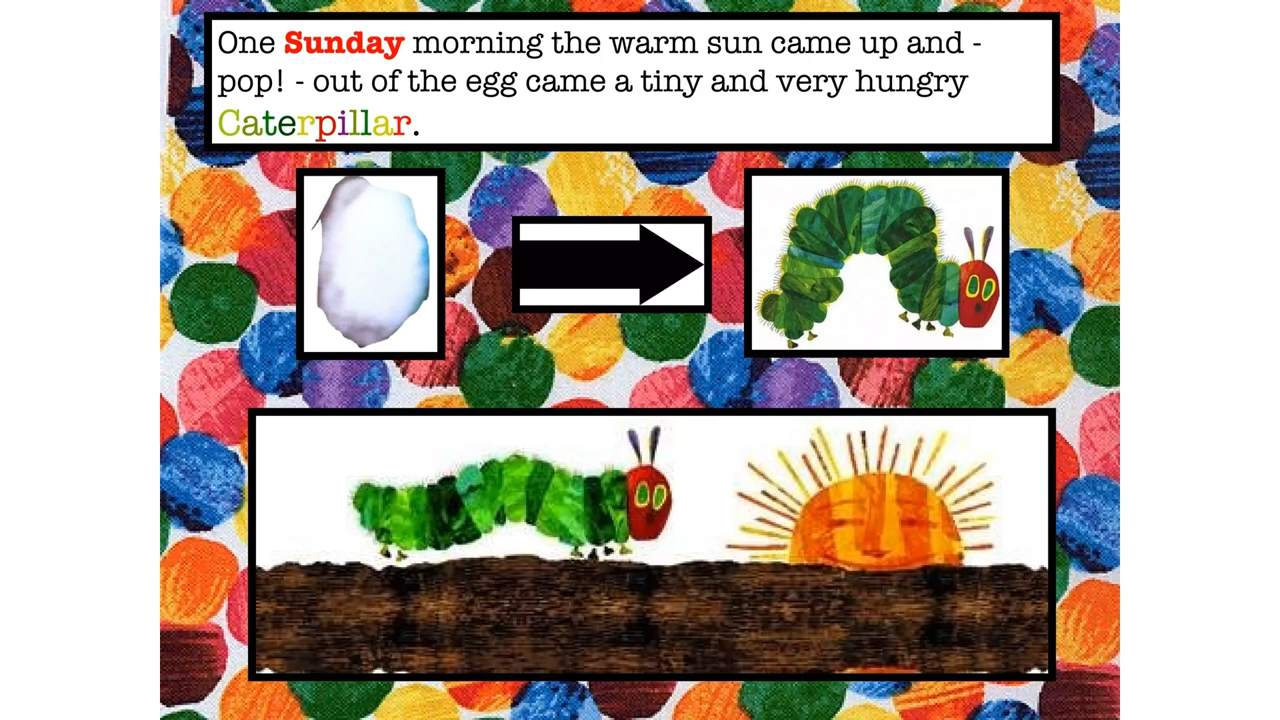 One Sunday morning the warm sun came up and -
pop! - out of the egg came a tiny and very hungry
Caterpillar.